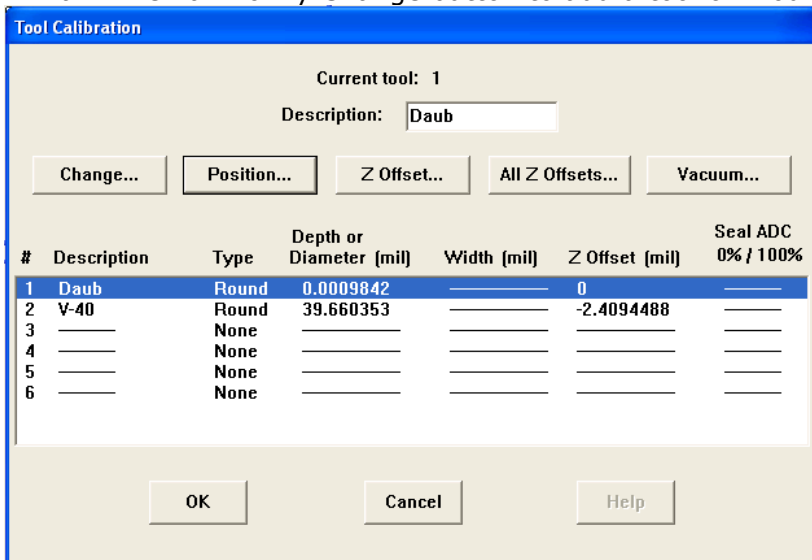 Tool Calibration
Current tool: 1
Description: Daub
Change... Position... Z Offset... All Z Offsets... Vacuum...
Depth or Seal ADC
# Description Type Diameter (mil) Width (mil) Z Offset (mil) 0% / 100%
1 Daub Round 0.0009842 0
2 V-40 Round 39.660353 -2.4094488
3 None
4 None
5 None
6 None
OK Cancel Help